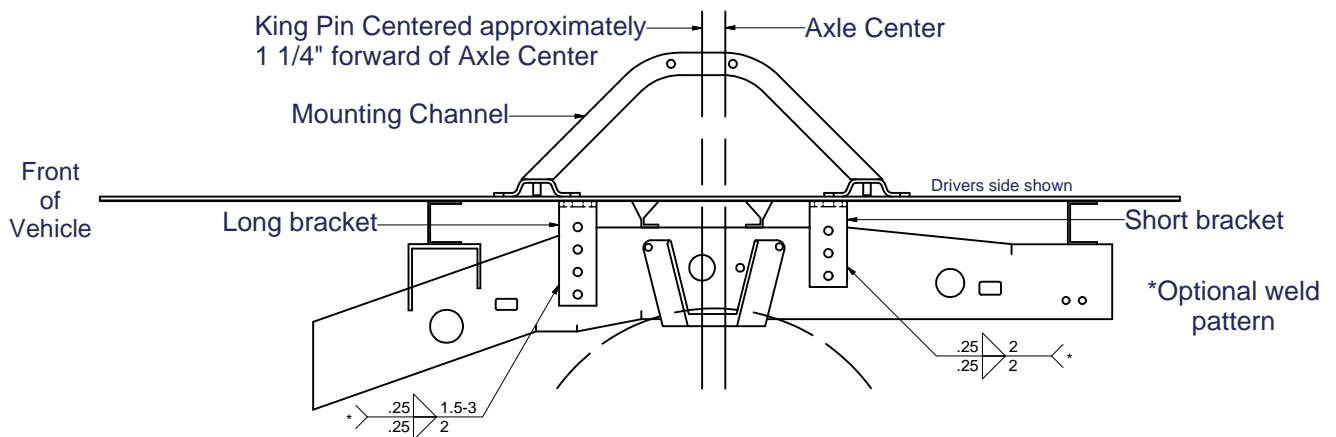 King Pin Centered approximately
1 1/4" forward of Axle Center
Axle Center
Mounting Channel
Front
of
Vehicle
Drivers side shown
Long bracket
Short bracket
*Optional weld
pattern
.25 2
.25 2
*
.25 1.5-3
*
.25 2